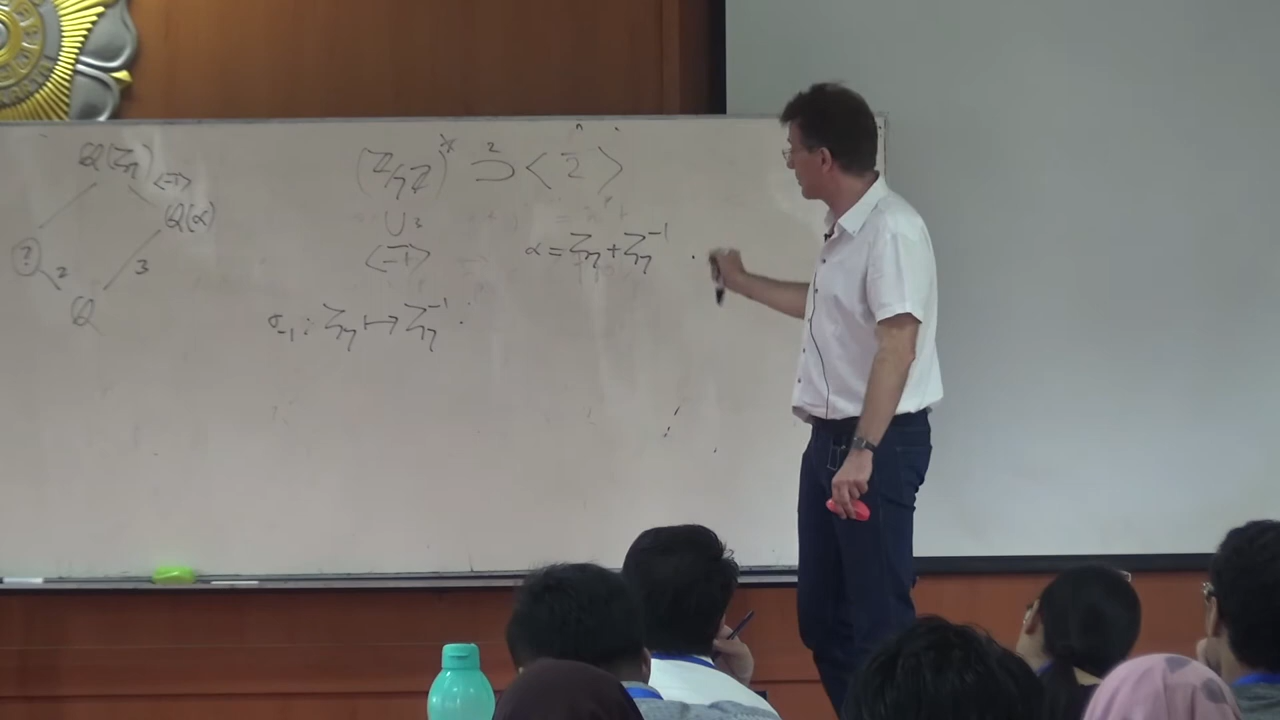 Q(ζ₇)
⟨-1⟩
Q(α)
?
2
3
Q
(Z/7Z)* ⊃² ⟨2̄⟩
∪ 3
⟨-1̄⟩
α = ζ₇ + ζ₇⁻¹
σ₋₁ : ζ₇ ↦ ζ₇⁻¹